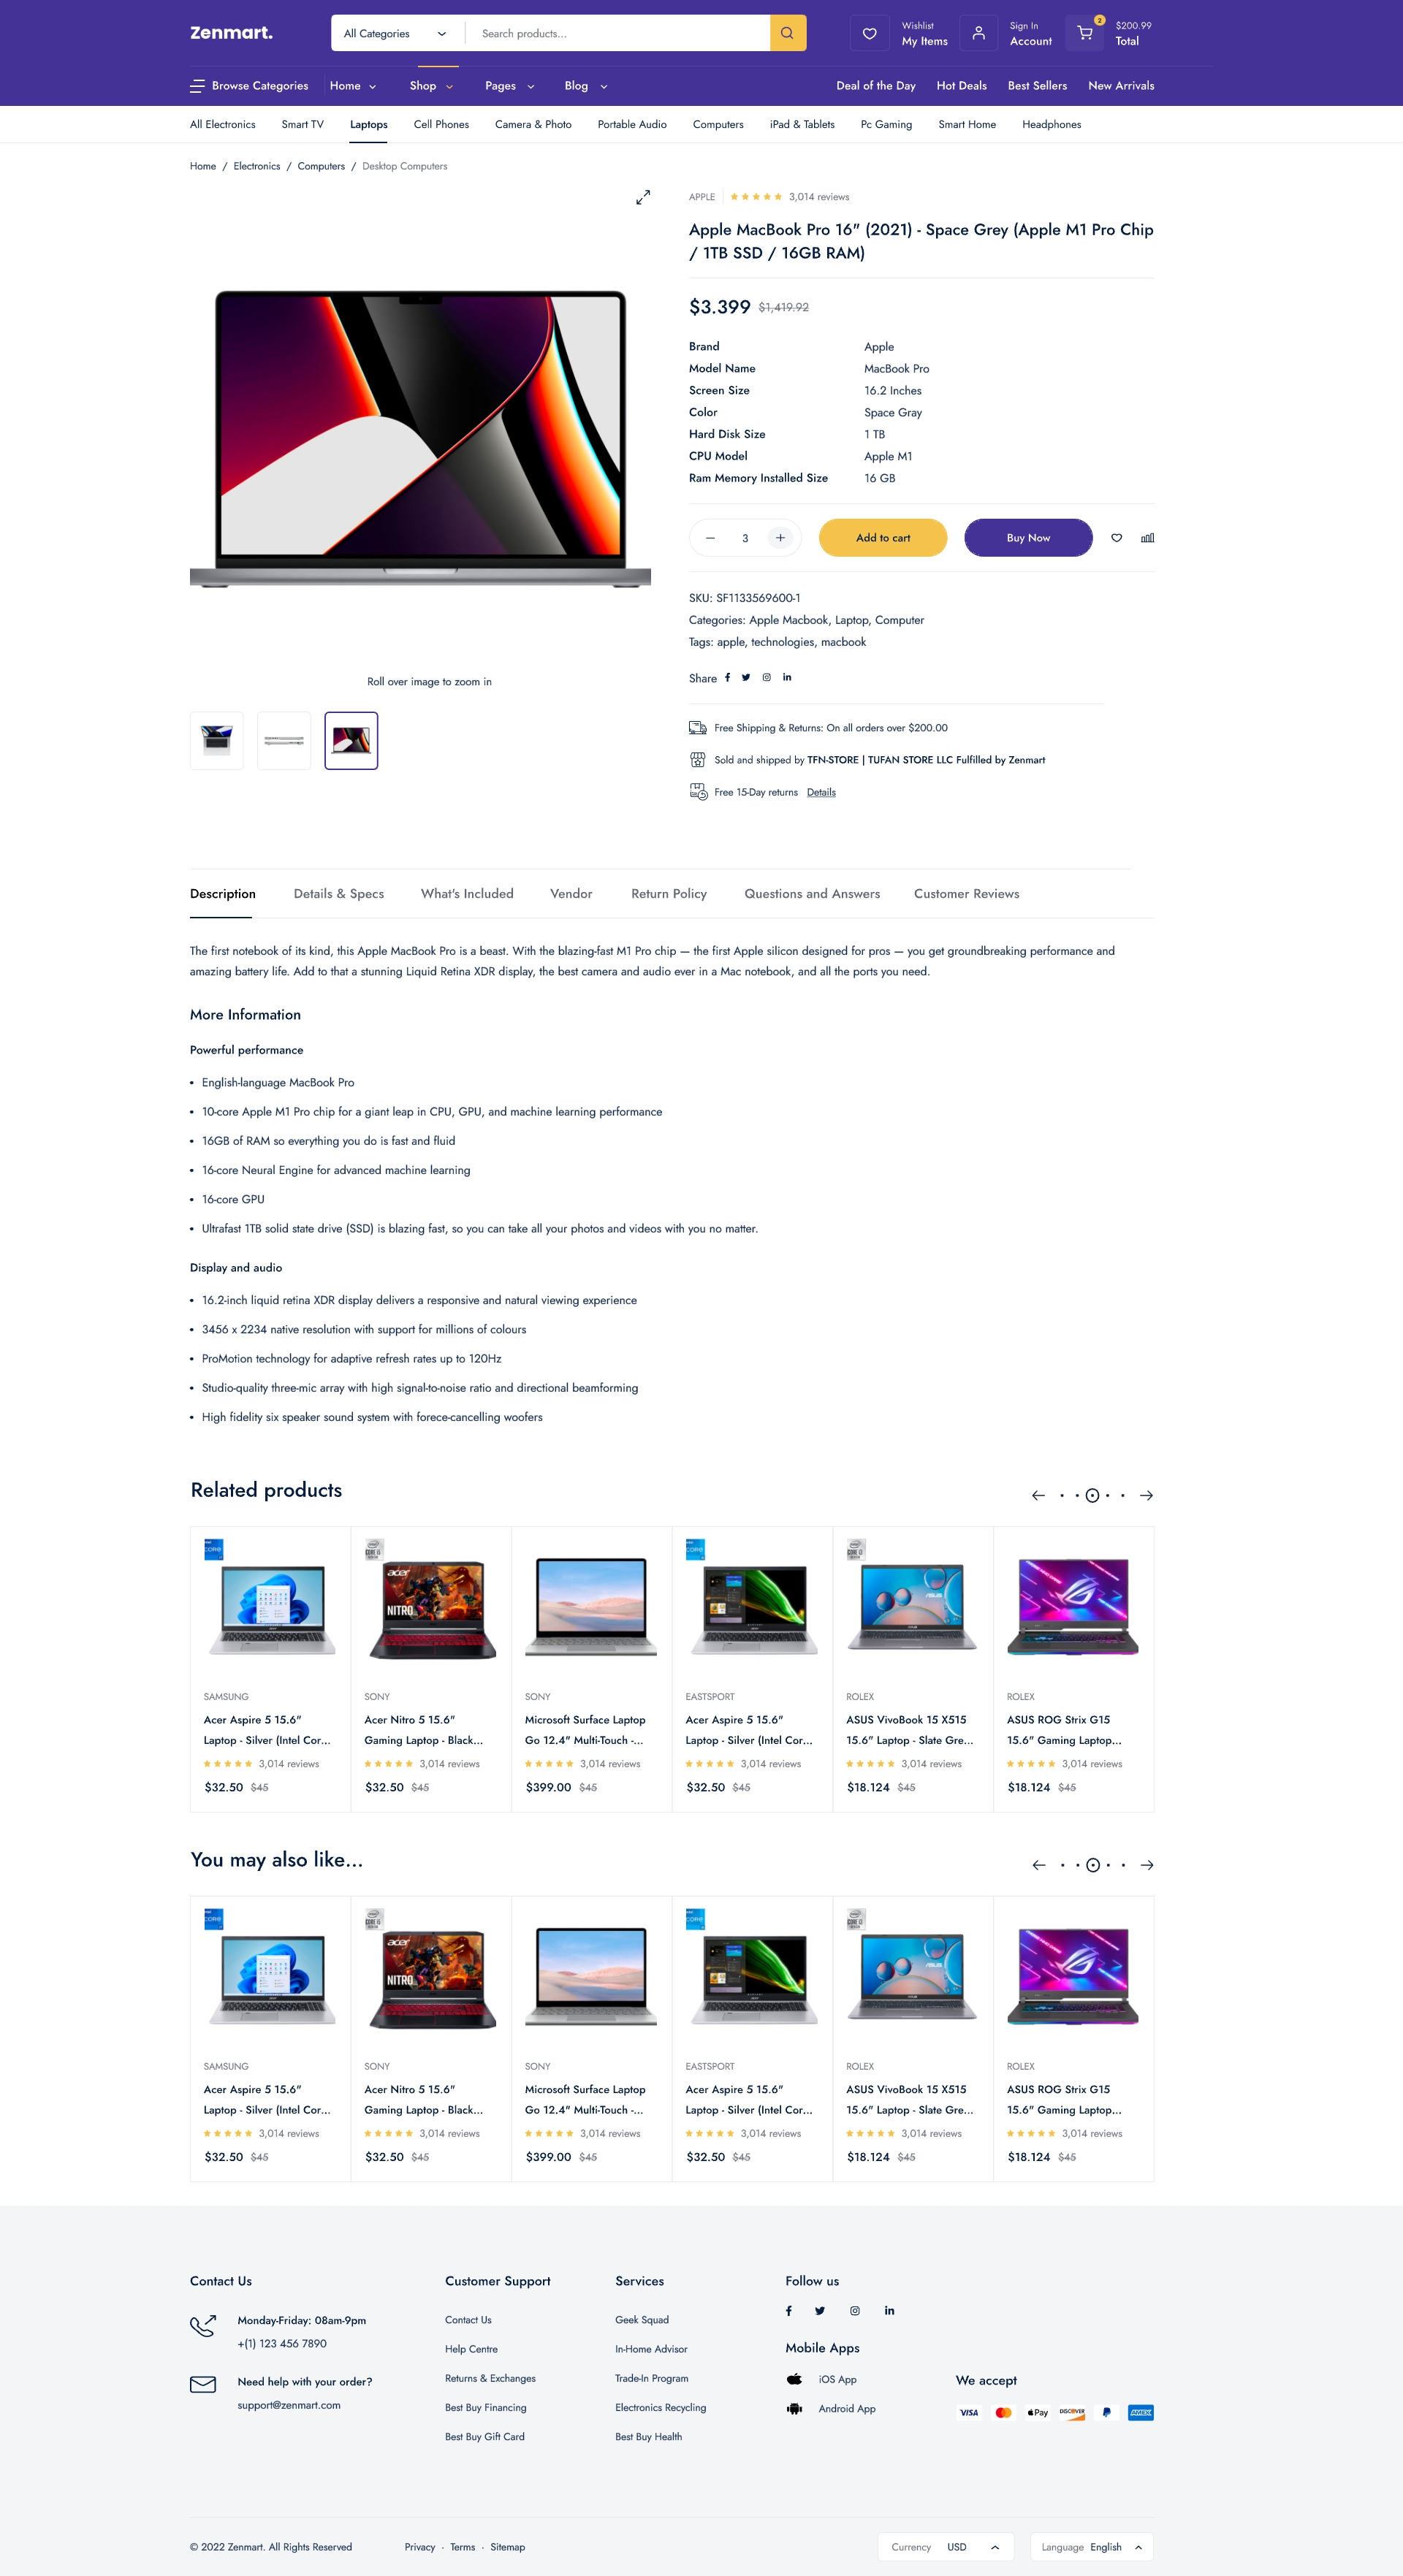 Zenmart.
All Categories
Search products...
Wishlist
My Items
Sign In
Account
2
$200.99
Total
Browse Categories
Home
Shop
Pages
Blog
Deal of the Day
Hot Deals
Best Sellers
New Arrivals
All Electronics
Smart TV
Laptops
Cell Phones
Camera & Photo
Portable Audio
Computers
iPad & Tablets
Pc Gaming
Smart Home
Headphones
Home / Electronics / Computers / Desktop Computers
APPLE
3,014 reviews
Apple MacBook Pro 16" (2021) - Space Grey (Apple M1 Pro Chip
/ 1TB SSD / 16GB RAM)
$3.399 $1,419.92
Brand Apple
Model Name MacBook Pro
Screen Size 16.2 Inches
Color Space Gray
Hard Disk Size 1 TB
CPU Model Apple M1
Ram Memory Installed Size 16 GB
3
Add to cart
Buy Now
SKU: SF1133569600-1
Categories: Apple Macbook, Laptop, Computer
Tags: apple, technologies, macbook
Share
Roll over image to zoom in
Free Shipping & Returns: On all orders over $200.00
Sold and shipped by TFN-STORE | TUFAN STORE LLC Fulfilled by Zenmart
Free 15-Day returns Details
Description
Details & Specs
What's Included
Vendor
Return Policy
Questions and Answers
Customer Reviews
The first notebook of its kind, this Apple MacBook Pro is a beast. With the blazing-fast M1 Pro chip — the first Apple silicon designed for pros — you get groundbreaking performance and
amazing battery life. Add to that a stunning Liquid Retina XDR display, the best camera and audio ever in a Mac notebook, and all the ports you need.
More Information
Powerful performance
• English-language MacBook Pro
• 10-core Apple M1 Pro chip for a giant leap in CPU, GPU, and machine learning performance
• 16GB of RAM so everything you do is fast and fluid
• 16-core Neural Engine for advanced machine learning
• 16-core GPU
• Ultrafast 1TB solid state drive (SSD) is blazing fast, so you can take all your photos and videos with you no matter.
Display and audio
• 16.2-inch liquid retina XDR display delivers a responsive and natural viewing experience
• 3456 x 2234 native resolution with support for millions of colours
• ProMotion technology for adaptive refresh rates up to 120Hz
• Studio-quality three-mic array with high signal-to-noise ratio and directional beamforming
• High fidelity six speaker sound system with forece-cancelling woofers
Related products
CORE
SAMSUNG
Acer Aspire 5 15.6"
Laptop - Silver (Intel Cor...
3,014 reviews
$32.50 $45
CORE i5
acer
NITRO
SONY
Acer Nitro 5 15.6"
Gaming Laptop - Black...
3,014 reviews
$32.50 $45
SONY
Microsoft Surface Laptop
Go 12.4" Multi-Touch -...
3,014 reviews
$399.00 $45
CORE
EASTSPORT
Acer Aspire 5 15.6"
Laptop - Silver (Intel Cor...
3,014 reviews
$32.50 $45
CORE i3
ASUS
ROLEX
ASUS VivoBook 15 X515
15.6" Laptop - Slate Gre...
3,014 reviews
$18.124 $45
ROLEX
ASUS ROG Strix G15
15.6" Gaming Laptop...
3,014 reviews
$18.124 $45
You may also like...
CORE
SAMSUNG
Acer Aspire 5 15.6"
Laptop - Silver (Intel Cor...
3,014 reviews
$32.50 $45
CORE i5
acer
NITRO
SONY
Acer Nitro 5 15.6"
Gaming Laptop - Black...
3,014 reviews
$32.50 $45
SONY
Microsoft Surface Laptop
Go 12.4" Multi-Touch -...
3,014 reviews
$399.00 $45
CORE
EASTSPORT
Acer Aspire 5 15.6"
Laptop - Silver (Intel Cor...
3,014 reviews
$32.50 $45
CORE i3
ASUS
ROLEX
ASUS VivoBook 15 X515
15.6" Laptop - Slate Gre...
3,014 reviews
$18.124 $45
ROLEX
ASUS ROG Strix G15
15.6" Gaming Laptop...
3,014 reviews
$18.124 $45
Contact Us
Monday-Friday: 08am-9pm
+(1) 123 456 7890
Need help with your order?
support@zenmart.com
Customer Support
Contact Us
Help Centre
Returns & Exchanges
Best Buy Financing
Best Buy Gift Card
Services
Geek Squad
In-Home Advisor
Trade-In Program
Electronics Recycling
Best Buy Health
Follow us
Mobile Apps
iOS App
Android App
We accept
VISA
Pay
DISCOVER
AMEX
© 2022 Zenmart. All Rights Reserved
Privacy · Terms · Sitemap
Currency USD
Language English